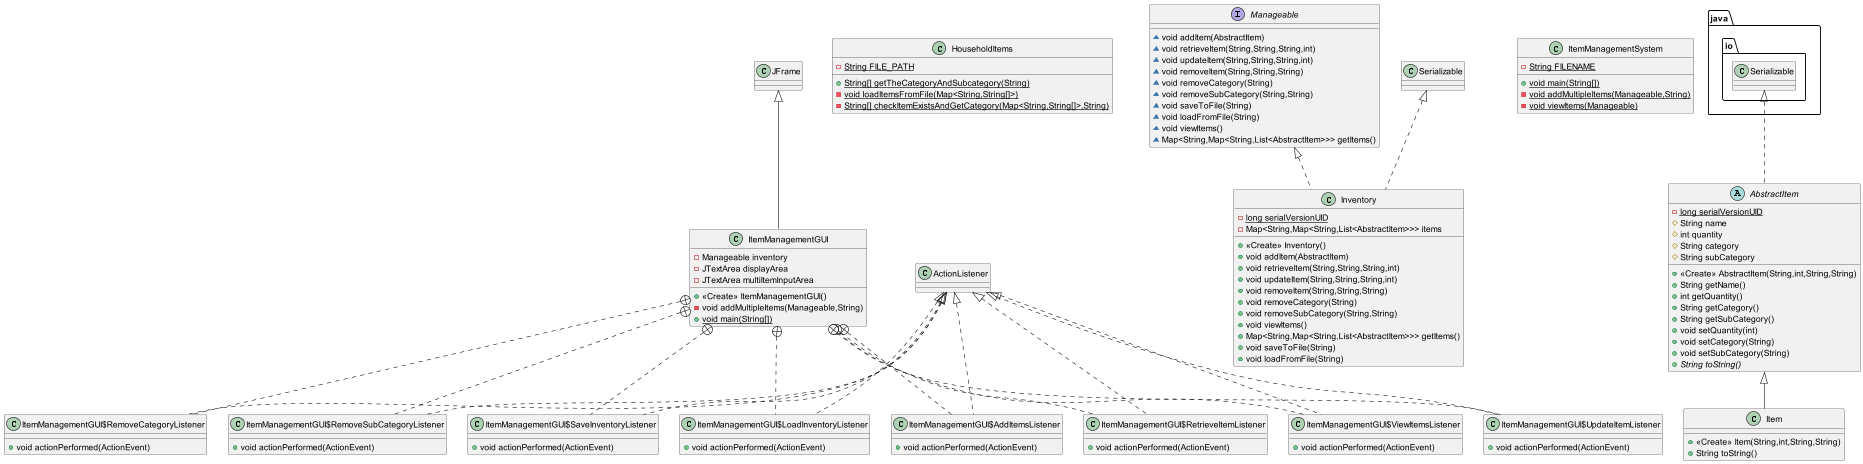 JFrame
HouseholdItems
String FILE_PATH
String[] getTheCategoryAndSubcategory(String)
void loadItemsFromFile(Map<String,String[]>)
String[] checkItemExistsAndGetCategory(Map<String,String[]>,String)
I Manageable
void addItem(AbstractItem)
void retrieveItem(String,String,String,int)
void updateItem(String,String,String,int)
void removeItem(String,String,String)
void removeCategory(String)
void removeSubCategory(String,String)
void saveToFile(String)
void loadFromFile(String)
void viewItems()
Map<String,Map<String,List<AbstractItem>>> getItems()
C Serializable
C ItemManagementSystem
String FILENAME
void main(String[])
void addMultipleItems(Manageable,String)
void viewItems(Manageable)
java
io
C Serializable
C ItemManagementGUI
Manageable inventory
JTextArea displayArea
JTextArea multiItemInputArea
«Create» ItemManagementGUI()
void addMultipleItems(Manageable,String)
void main(String[])
C ActionListener
C Inventory
long serialVersionUID
Map<String,Map<String,List<AbstractItem>>> items
«Create» Inventory()
void addItem(AbstractItem)
void retrieveItem(String,String,String,int)
void updateItem(String,String,String,int)
void removeItem(String,String,String)
void removeCategory(String)
void removeSubCategory(String,String)
void viewItems()
Map<String,Map<String,List<AbstractItem>>> getItems()
void saveToFile(String)
void loadFromFile(String)
A AbstractItem
long serialVersionUID
String name
int quantity
String category
String subCategory
«Create» AbstractItem(String,int,String,String)
String getName()
int getQuantity()
String getCategory()
String getSubCategory()
void setQuantity(int)
void setCategory(String)
void setSubCategory(String)
String toString()
C ItemManagementGUI$RemoveCategoryListener
void actionPerformed(ActionEvent)
C ItemManagementGUI$RemoveSubCategoryListener
void actionPerformed(ActionEvent)
C ItemManagementGUI$SaveInventoryListener
void actionPerformed(ActionEvent)
C ItemManagementGUI$LoadInventoryListener
void actionPerformed(ActionEvent)
C ItemManagementGUI$AddItemsListener
void actionPerformed(ActionEvent)
C ItemManagementGUI$RetrieveItemListener
void actionPerformed(ActionEvent)
C ItemManagementGUI$ViewItemsListener
void actionPerformed(ActionEvent)
C ItemManagementGUI$UpdateItemListener
void actionPerformed(ActionEvent)
C Item
«Create» Item(String,int,String,String)
String toString()